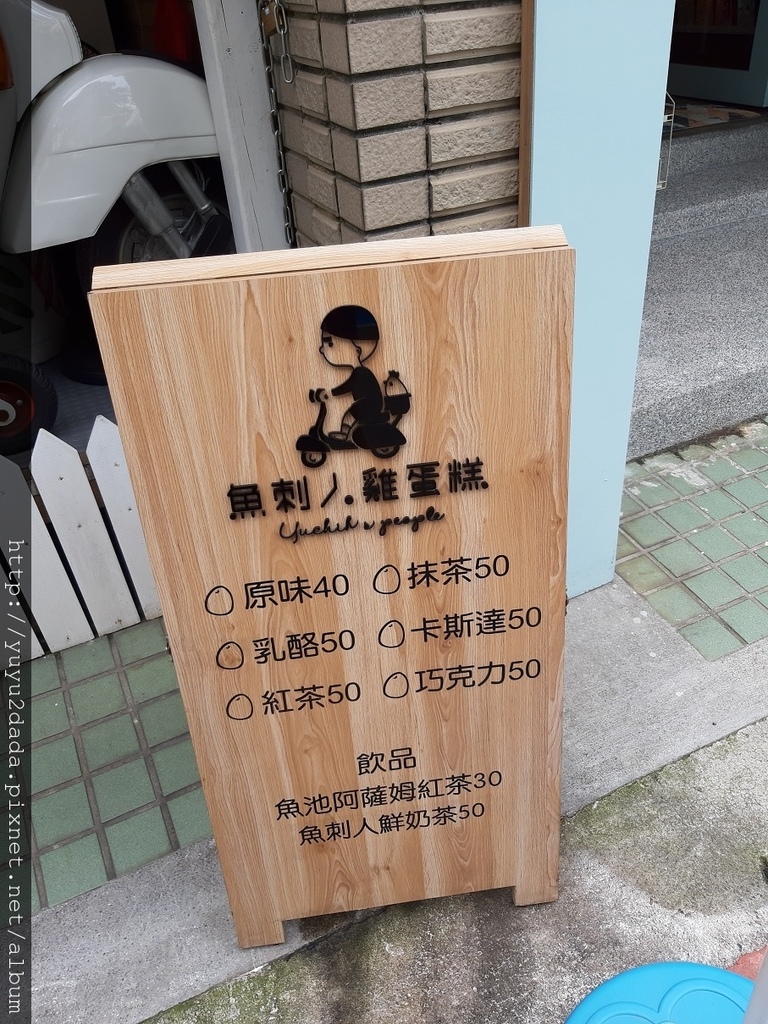 魚刺人雞蛋糕
Yuchih's people
原味40 抹茶50
乳酪50 卡斯達50
紅茶50 巧克力50
飲品
魚池阿薩姆紅茶30
魚刺人鮮奶茶50
http://yuyu2dada.pixnet.net/album